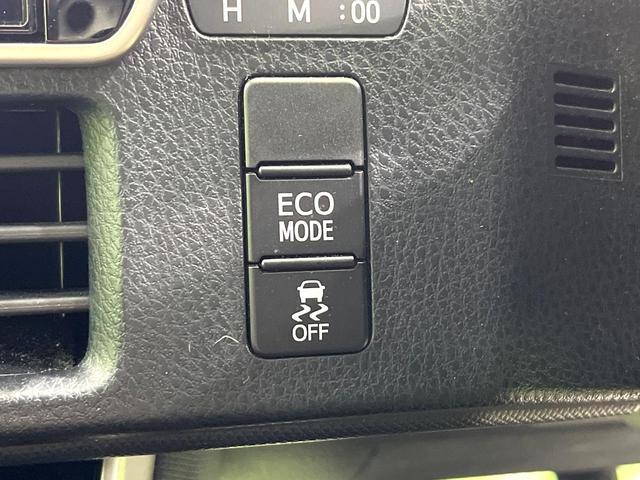 H M :00
ECO
MODE
OFF